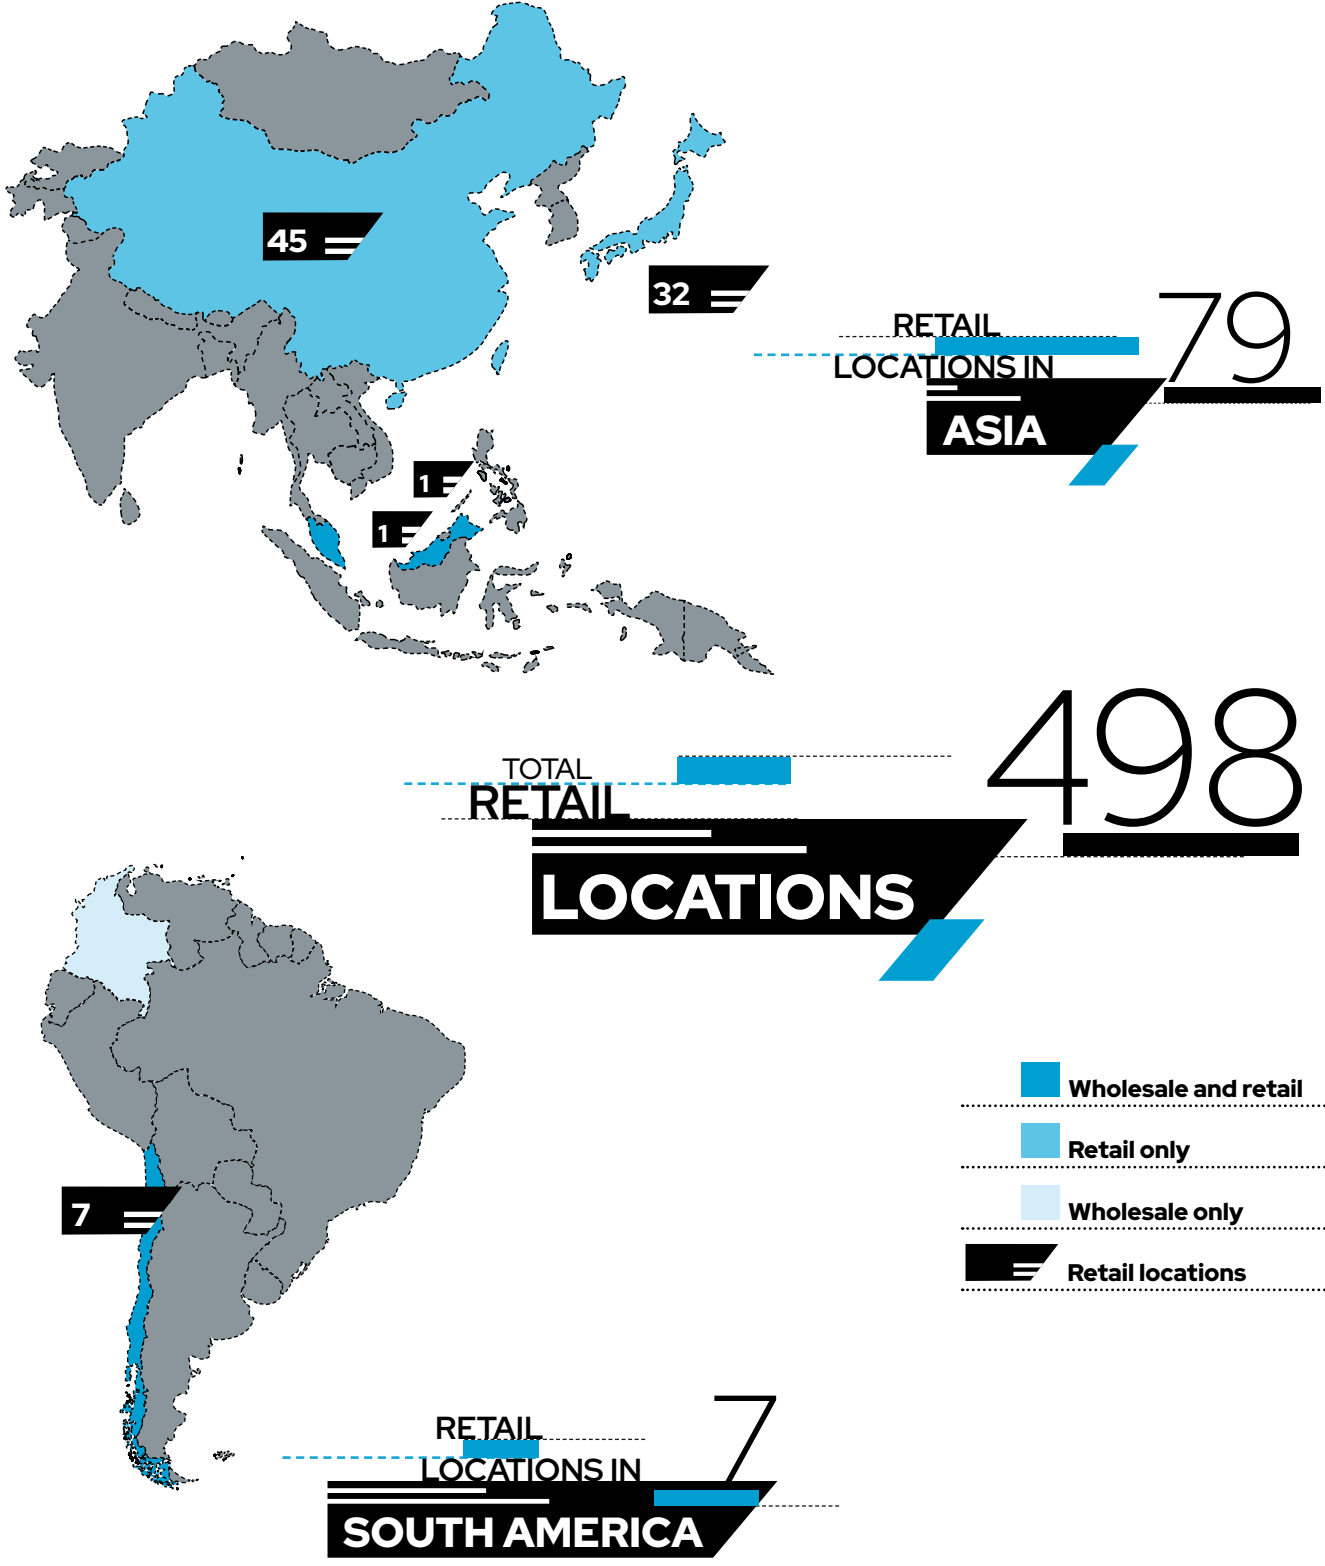 45
32
RETAIL
LOCATIONS IN
ASIA
79
1
1
TOTAL
RETAIL
LOCATIONS
498
Wholesale and retail
Retail only
Wholesale only
Retail locations
7
RETAIL
LOCATIONS IN
SOUTH AMERICA
7